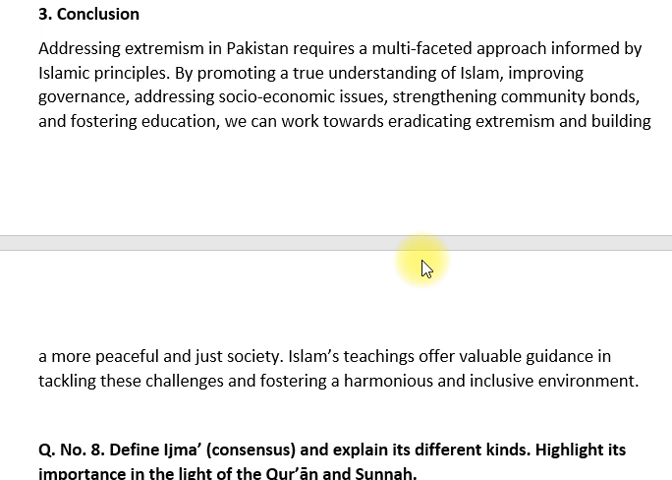 3. Conclusion
Addressing extremism in Pakistan requires a multi-faceted approach informed by
Islamic principles. By promoting a true understanding of Islam, improving
governance, addressing socio-economic issues, strengthening community bonds,
and fostering education, we can work towards eradicating extremism and building
a more peaceful and just society. Islam’s teachings offer valuable guidance in
tackling these challenges and fostering a harmonious and inclusive environment.
Q. No. 8. Define Ijma’ (consensus) and explain its different kinds. Highlight its
importance in the light of the Qur’ān and Sunnah.